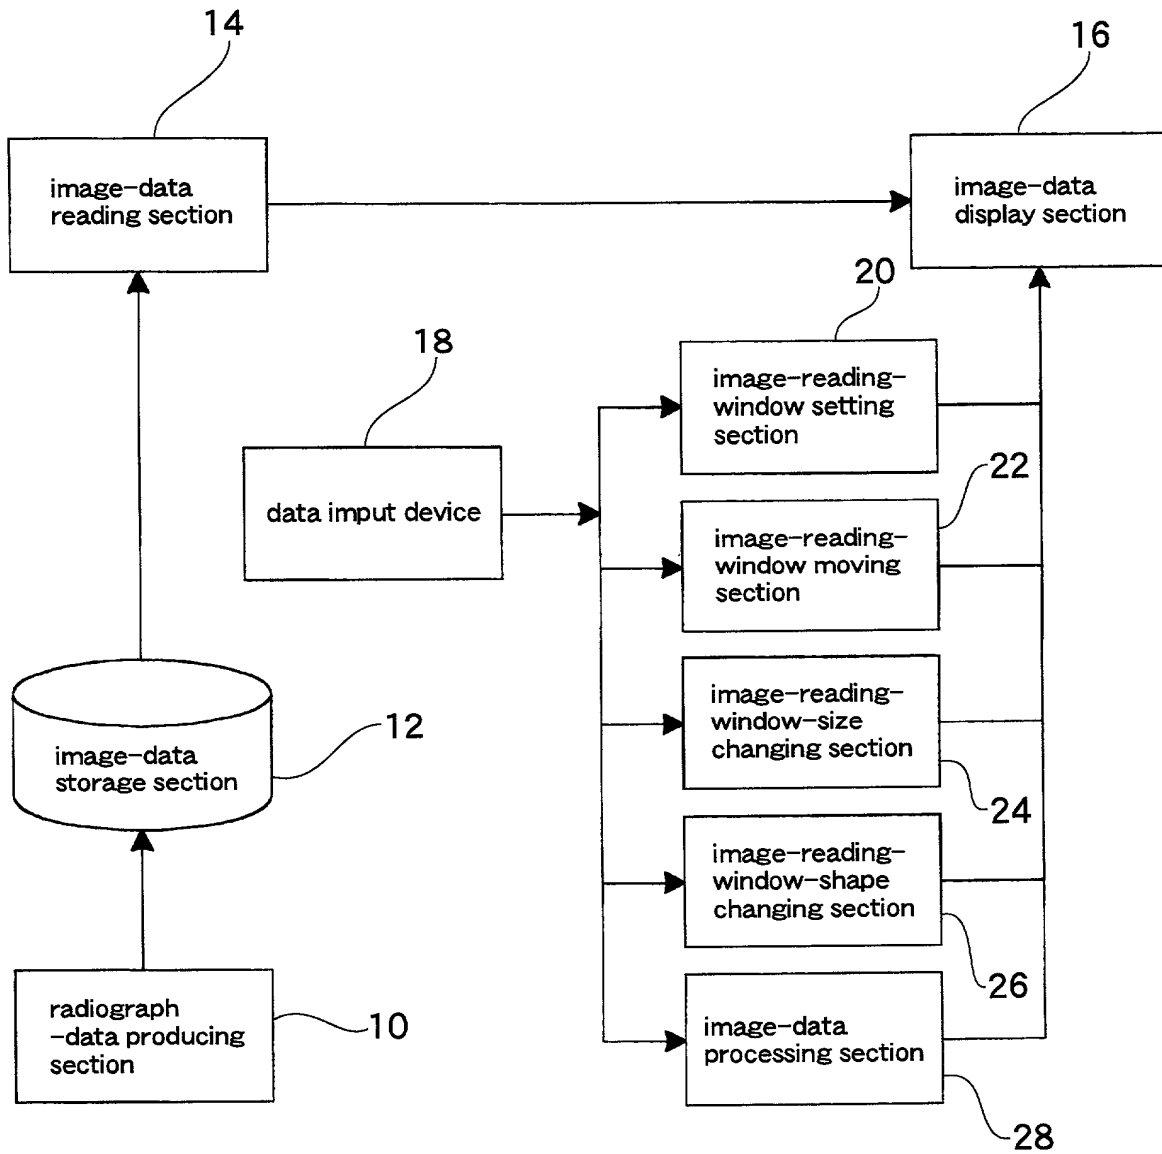 14
16
image-data
reading section
image-data
display section
20
18
image-reading-
window setting
section
22
data imput device
image-reading-
window moving
section
image-reading-
window-size
changing section
12
image-data
storage section
24
image-reading-
window-shape
changing section
26
radiograph
-data producing
section
10
image-data
processing section
28